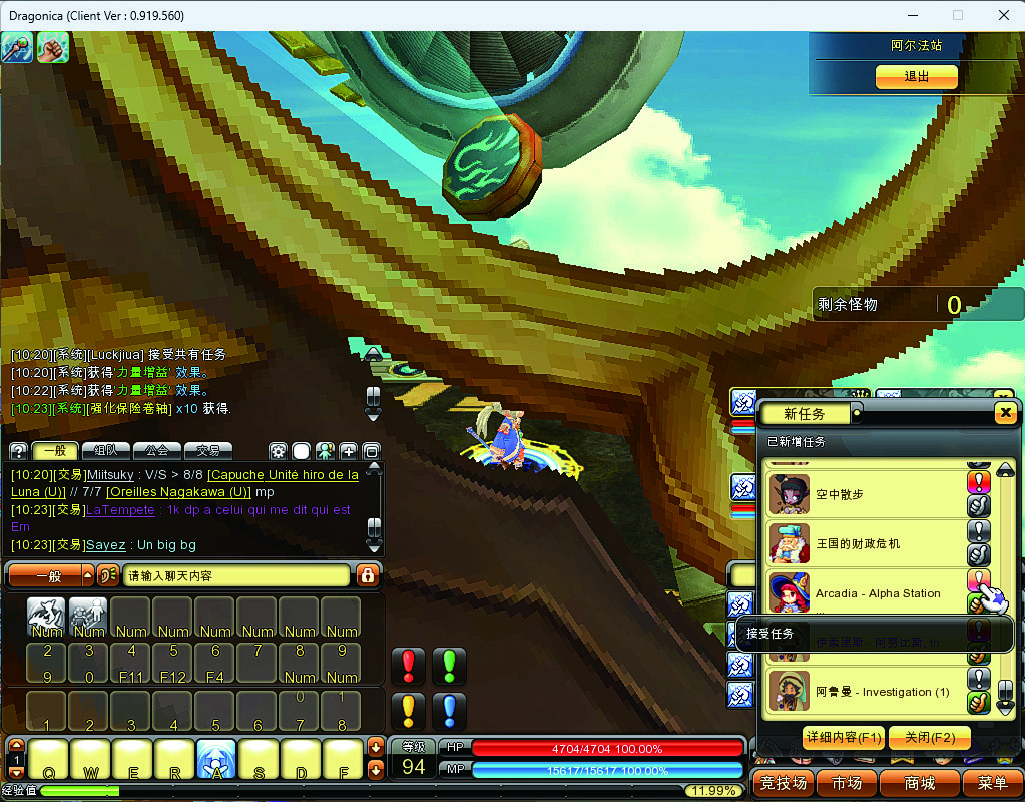 Dragonica (Client Ver : 0.919.560)
阿尔法站
退出
剩余怪物 0
[10:20][系统][Luckjiua] 接受共有任务
[10:20][系统]获得'力量增益' 效果。
[10:22][系统]获得'力量增益' 效果。
[10:23][系统][强化保险卷轴] x10 获得.
? 一般 组队 公会 交易
[10:20][交易]Miitsuky : V/S > 8/8 [Capuche Unité hiro de la
Luna (U)] // 7/7 [Oreilles Nagakawa (U)] mp
[10:23][交易]LaTempete : 1k dp a celui qui me dit qui est
Ern
[10:23][交易]Sayez : Un big bg
一般 请输入聊天内容
Num Num Num Num Num Num Num Num
2 3 4 5 6 7 8 9
9 0 F11 F12 F4 Num Num
0 1
1 2 3 4 5 6 7 8
1 Q W E R A S D F
等级 94
HP 4704/4704 100.00%
MP 15617/15617 100.00%
经验值 11.99%
新任务
已新增任务
空中散步
王国的财政危机
Arcadia - Alpha Station
...
接受任务
伊索里斯 - 阿努比斯, th
阿鲁曼 - Investigation (1)
详细内容(F1) 关闭(F2)
竞技场 市场 商城 菜单